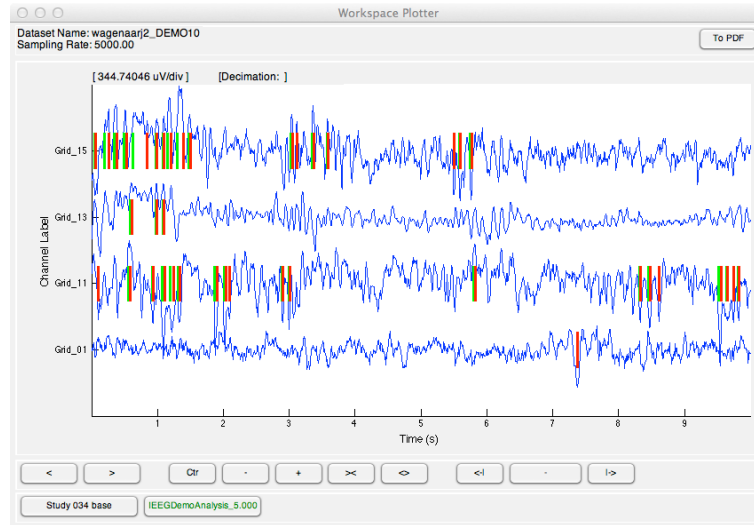 Workspace Plotter
Dataset Name: wagenaarj2_DEMO10
Sampling Rate: 5000.00
To PDF
[ 344.74046 uV/div ] [Decimation: ]
Grid_15
Grid_13
Channel Label
Grid_11
Grid_01
1 2 3 4 5 6 7 8 9
Time (s)
< > Ctr - + >< <> <-I - I->
Study 034 base IEEGDemoAnalysis_5.000